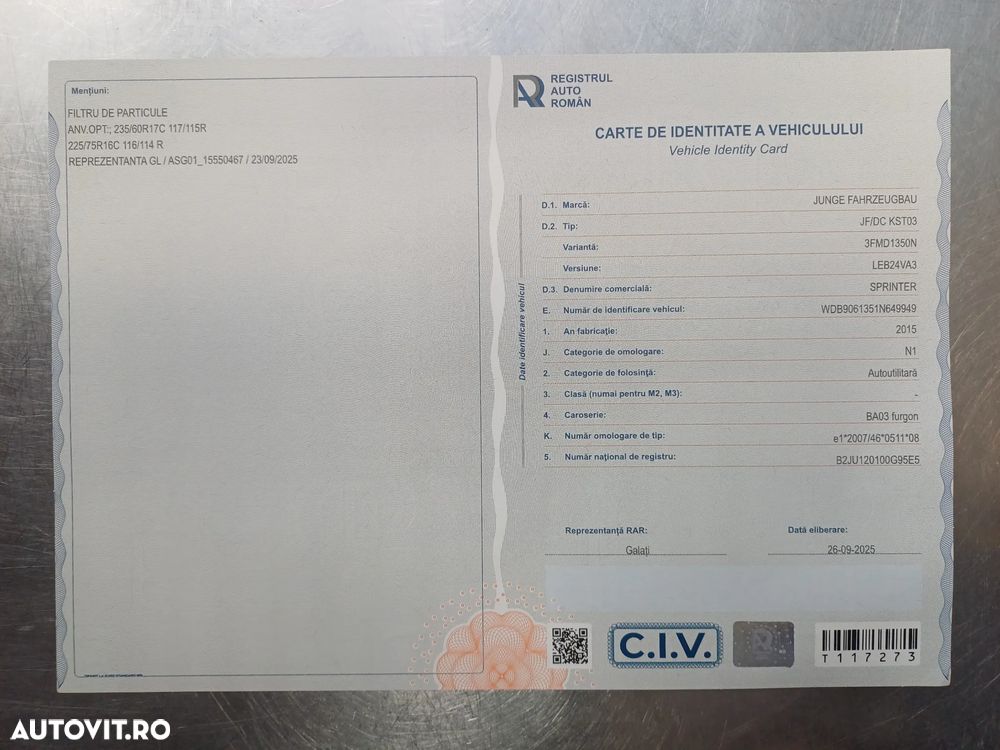 Mențiuni:
FILTRU DE PARTICULE
ANV.OPT:; 235/60R17C 117/115R
225/75R16C 116/114 R
REPREZENTANTA GL / ASG01_15550467 / 23/09/2025
REGISTRUL
AUTO
ROMÂN
CARTE DE IDENTITATE A VEHICULULUI
Vehicle Identity Card
Date identificare vehicul
D.1. Marcă: JUNGE FAHRZEUGBAU
D.2. Tip: JF/DC KST03
Variantă: 3FMD1350N
Versiune: LEB24VA3
D.3. Denumire comercială: SPRINTER
E. Număr de identificare vehicul: WDB9061351N649949
1. An fabricație: 2015
J. Categorie de omologare: N1
2. Categorie de folosință: Autoutilitară
3. Clasă (numai pentru M2, M3): -
4. Caroserie: BA03 furgon
K. Număr omologare de tip: e1*2007/46*0511*08
5. Număr național de registru: B2JU120100G95E5
Reprezentanță RAR: Dată eliberare:
Galați 26-09-2025
C.I.V.
T117273
AUTOVIT.RO